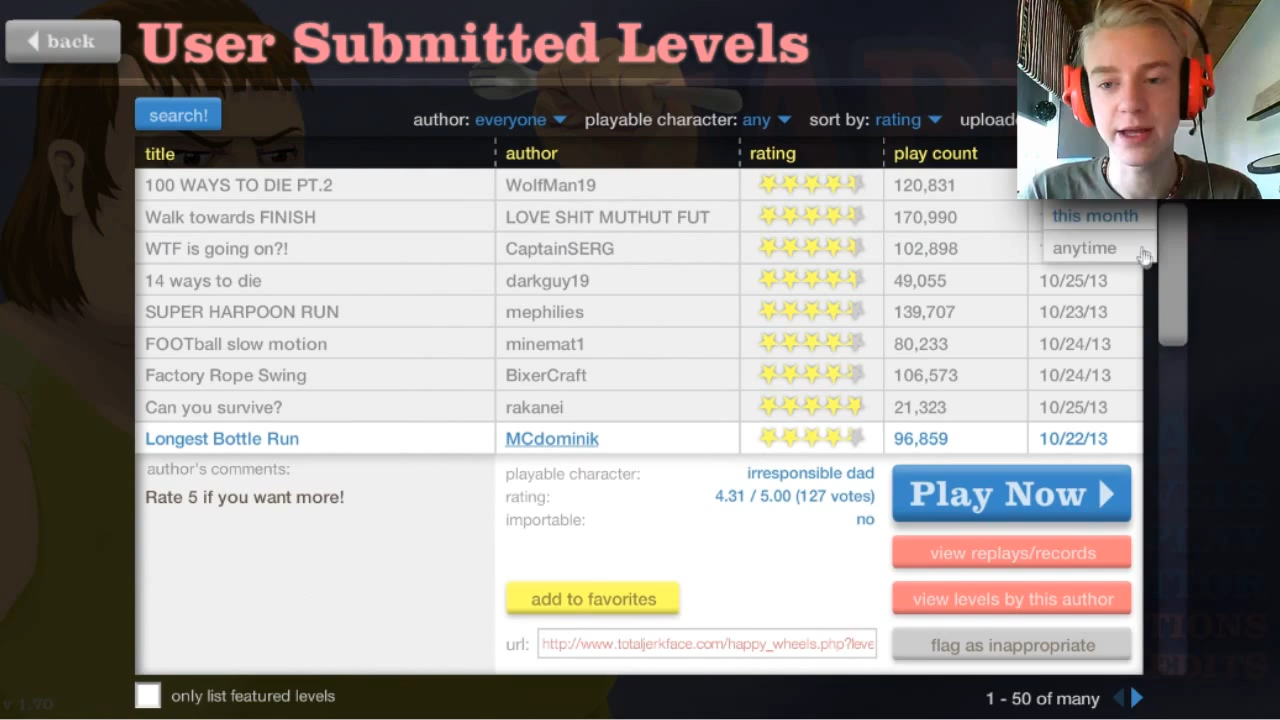 back
User Submitted Levels
search!
author: everyone playable character: any sort by: rating
title author rating play count
100 WAYS TO DIE PT.2 WolfMan19 120,831
Walk towards FINISH LOVE SHIT MUTHUT FUT 170,990 this month
WTF is going on?! CaptainSERG 102,898 anytime
14 ways to die darkguy19 49,055 10/25/13
SUPER HARPOON RUN mephilies 139,707 10/23/13
FOOTball slow motion minemat1 80,233 10/24/13
Factory Rope Swing BixerCraft 106,573 10/24/13
Can you survive? rakanei 21,323 10/25/13
Longest Bottle Run MCdominik 96,859 10/22/13
author's comments:
Rate 5 if you want more!
playable character: irresponsible dad
rating: 4.31 / 5.00 (127 votes)
importable: no
Play Now
view replays/records
add to favorites
view levels by this author
url: http://www.totaljerkface.com/happy_wheels.php?leve
flag as inappropriate
v 1.70
only list featured levels
1 - 50 of many